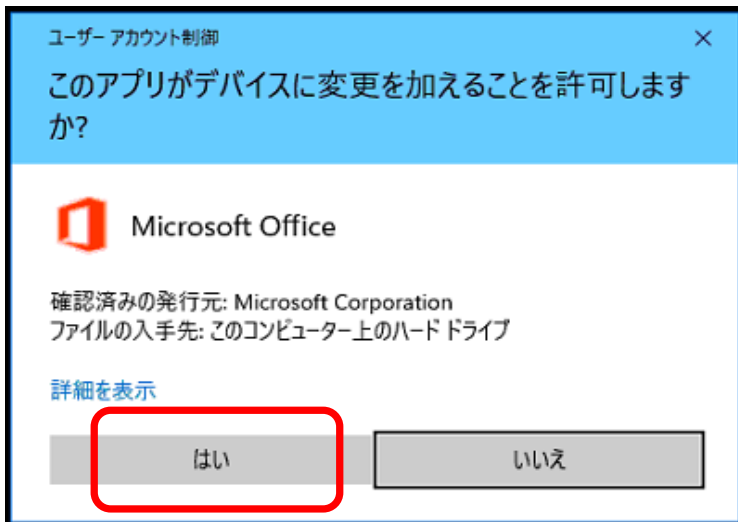 ユーザー アカウント制御
このアプリがデバイスに変更を加えることを許可します
か?
Microsoft Office
確認済みの発行元: Microsoft Corporation
ファイルの入手先: このコンピューター上のハード ドライブ
詳細を表示
はい
いいえ